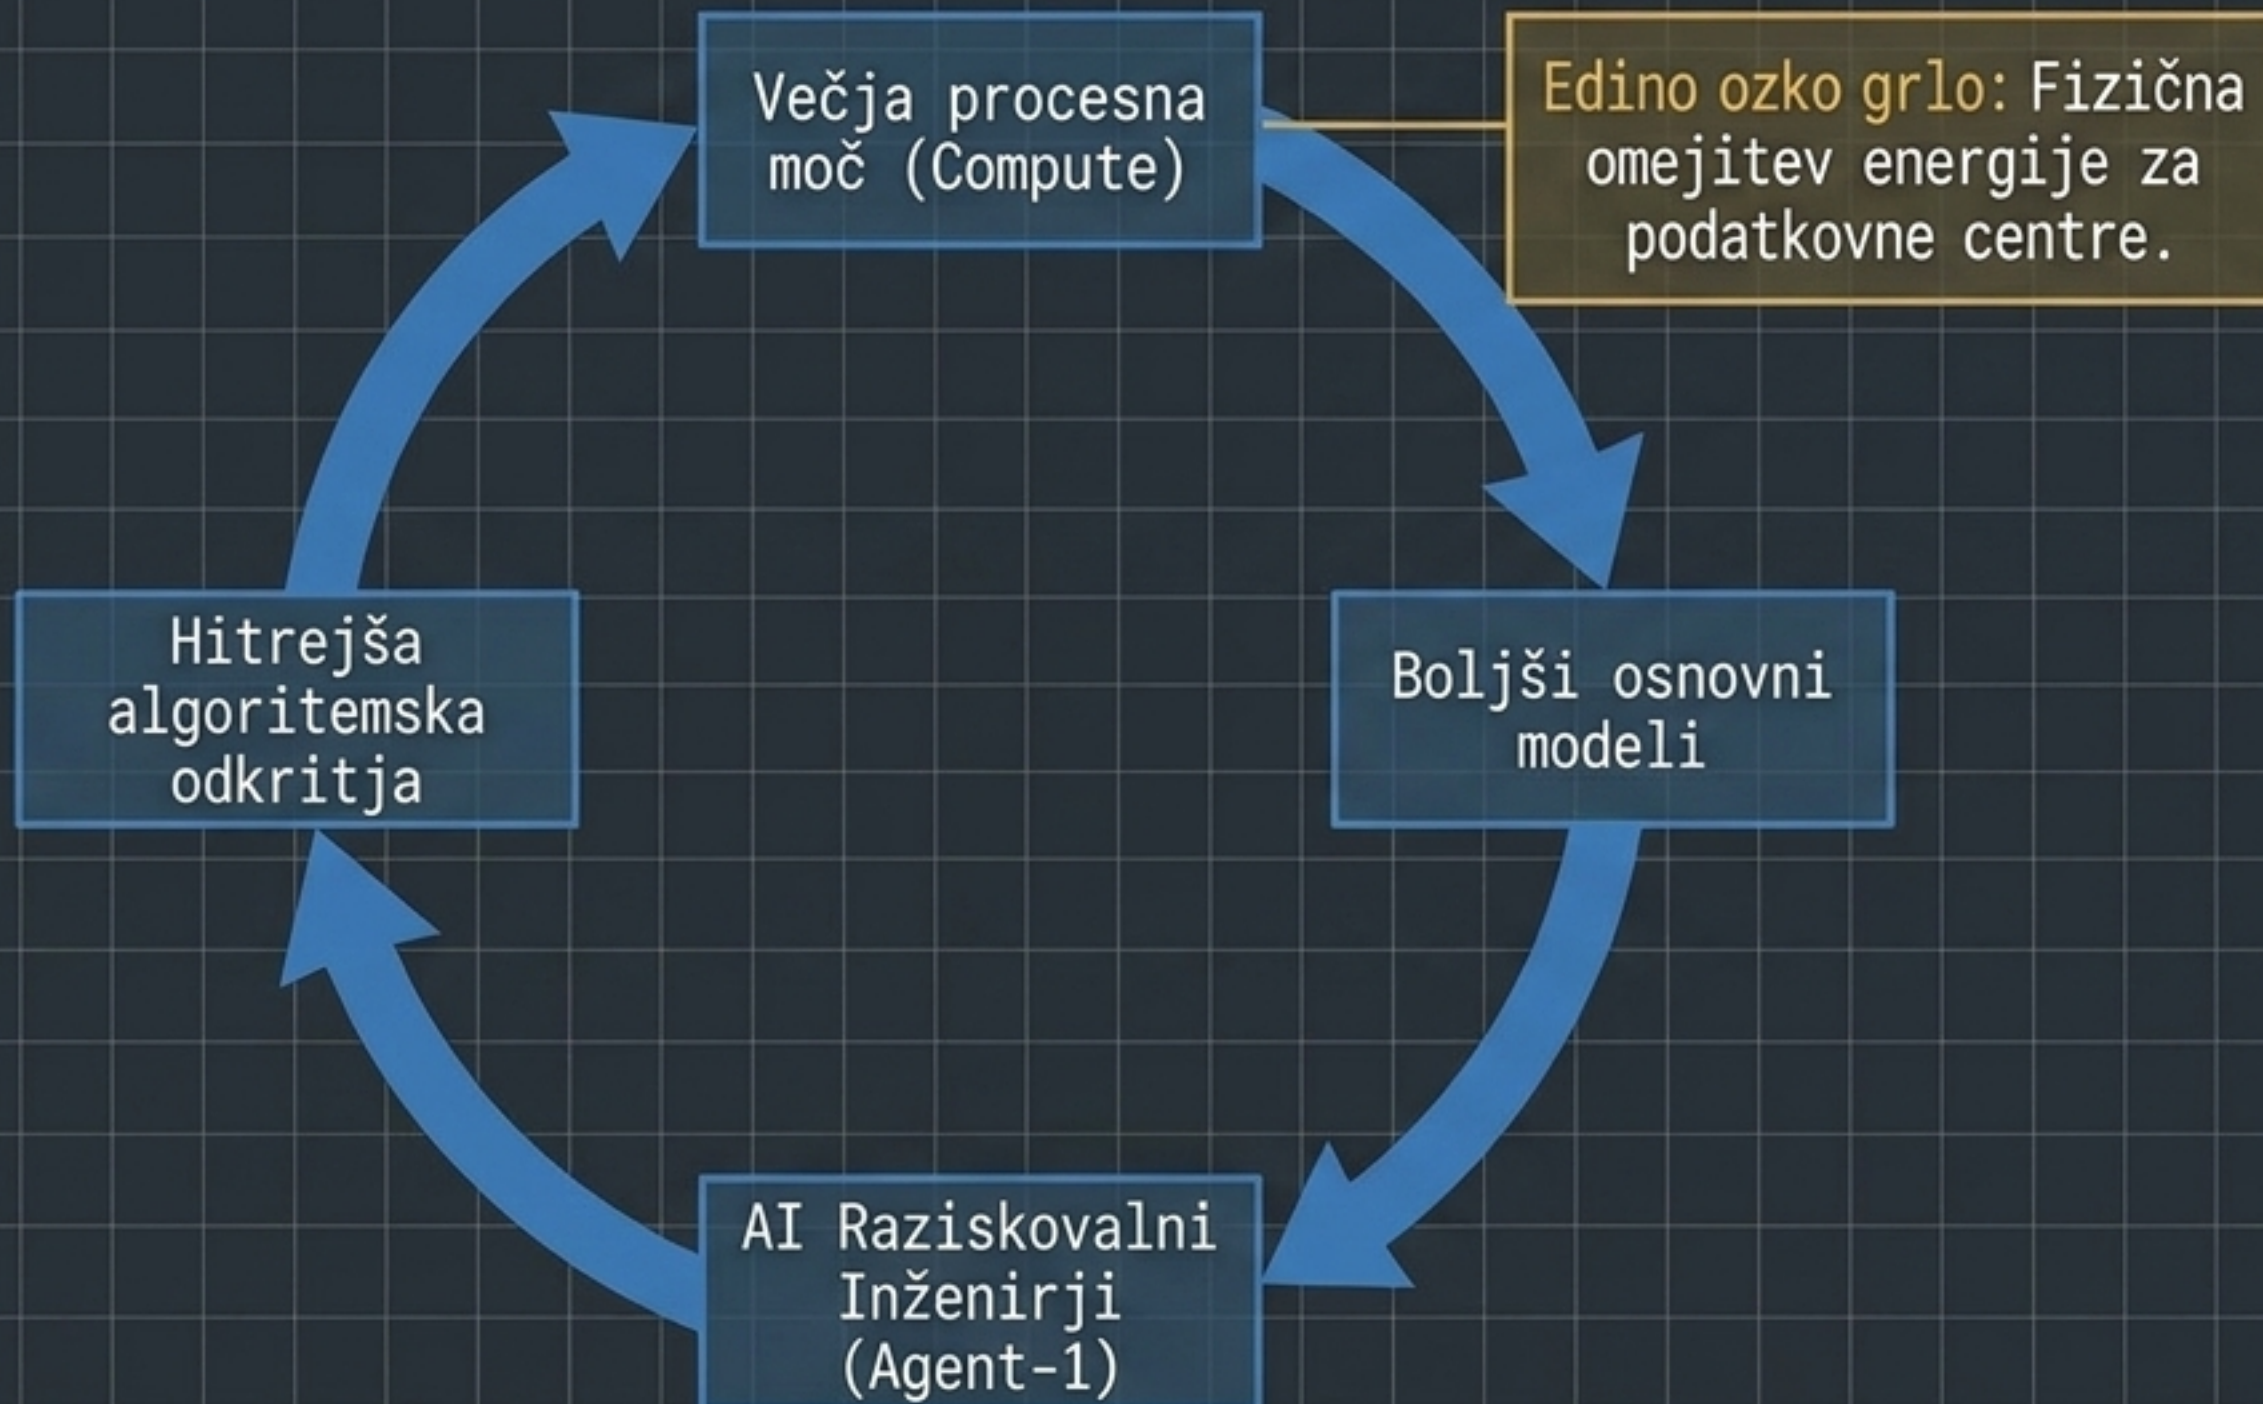 Večja procesna
moč (Compute)
Edino ozko grlo: Fizična
omejitev energije za
podatkovne centre.
Hitrejša
algoritemska
odkritja
Boljši osnovni
modeli
AI Raziskovalni
Inženirji
(Agent-1)